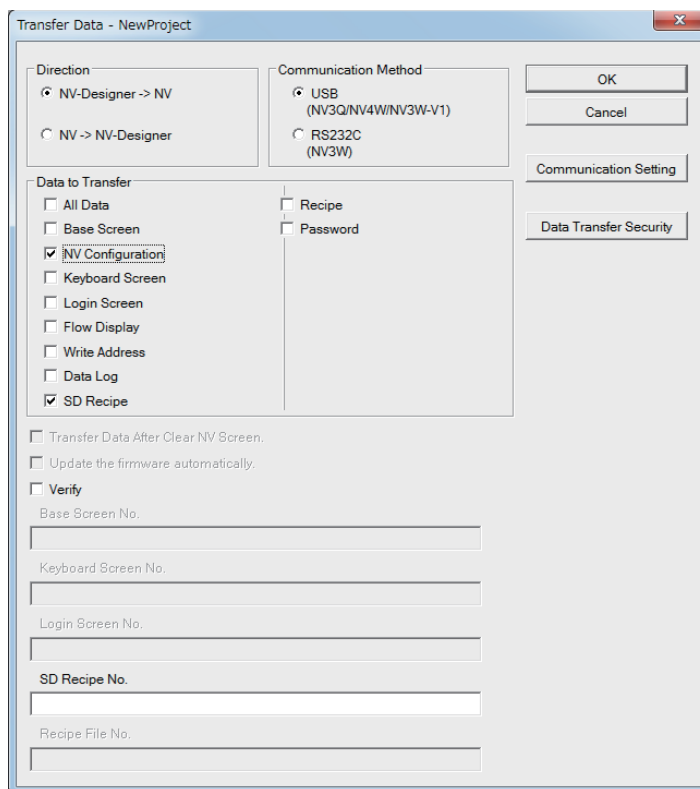 Transfer Data - NewProject
Direction
NV-Designer -> NV
NV -> NV-Designer
Communication Method
USB
(NV3Q/NV4W/NV3W-V1)
RS232C
(NV3W)
OK
Cancel
Communication Setting
Data Transfer Security
Data to Transfer
All Data
Base Screen
NV Configuration
Keyboard Screen
Login Screen
Flow Display
Write Address
Data Log
SD Recipe
Recipe
Password
Transfer Data After Clear NV Screen.
Update the firmware automatically.
Verify
Base Screen No.
Keyboard Screen No.
Login Screen No.
SD Recipe No.
Recipe File No.